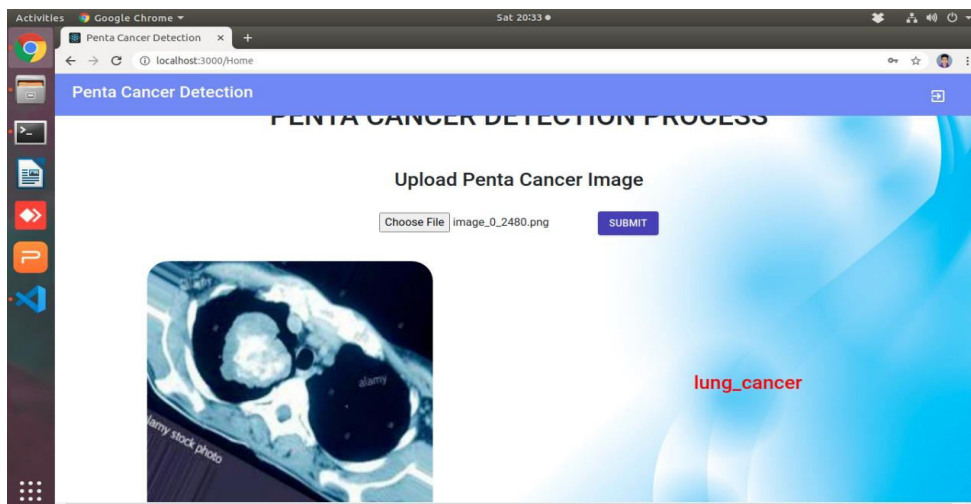 Activities Google Chrome Sat 20:33
Penta Cancer Detection
localhost:3000/Home
Penta Cancer Detection
PENTA CANCER DETECTION PROCESS
Upload Penta Cancer Image
Choose File image_0_2480.png SUBMIT
alamy
alamy
lung_cancer
alamy stock photo